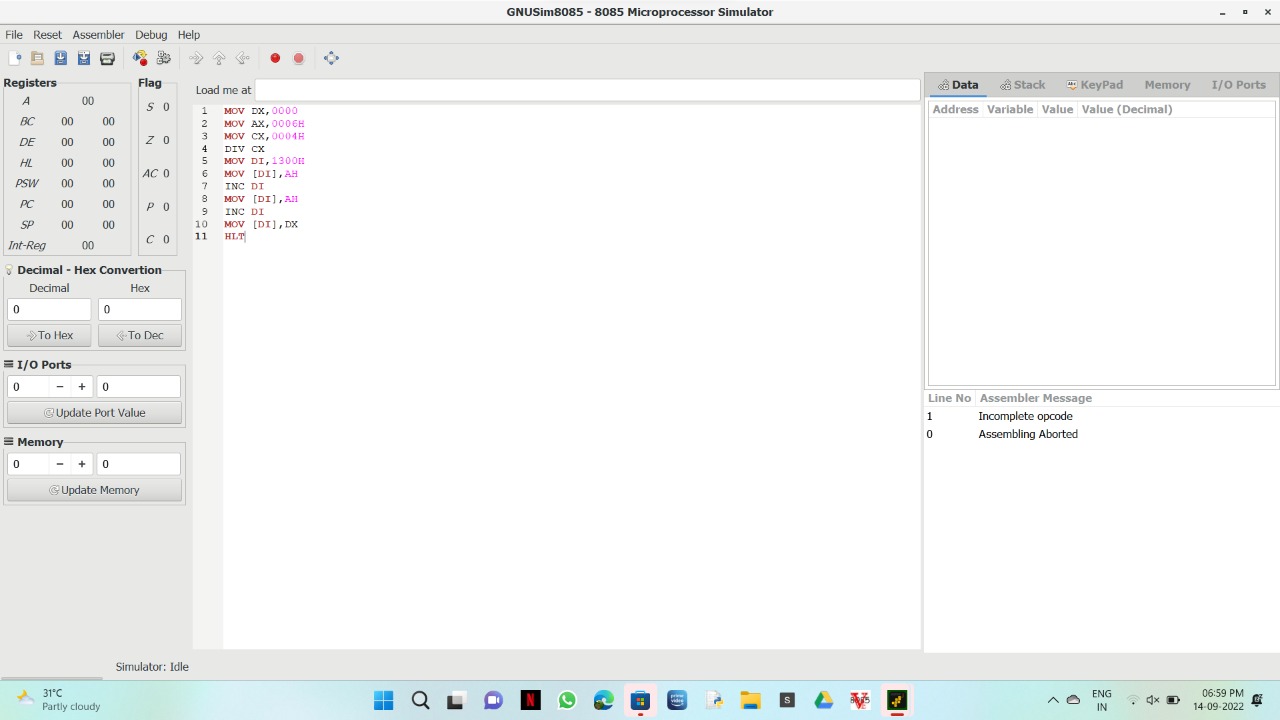 GNUSim8085 - 8085 Microprocessor Simulator
File Reset Assembler Debug Help
Registers
A 00
BC 00 00
DE 00 00
HL 00 00
PSW 00 00
PC 00 00
SP 00 00
Int-Reg 00
Flag
S 0
Z 0
AC 0
P 0
C 0
Decimal - Hex Convertion
Decimal Hex
0 0
To Hex To Dec
I/O Ports
0 − + 0
Update Port Value
Memory
0 − + 0
Update Memory
Load me at
1 MOV DX,0000
2 MOV AX,0006H
3 MOV CX,0004H
4 DIV CX
5 MOV DI,1300H
6 MOV [DI],AH
7 INC DI
8 MOV [DI],AH
9 INC DI
10 MOV [DI],DX
11 HLT
Data Stack KeyPad Memory I/O Ports
Address Variable Value Value (Decimal)
Line No Assembler Message
1 Incomplete opcode
0 Assembling Aborted
Simulator: Idle
31°C
Partly cloudy
ENG
IN
06:59 PM
14-09-2022